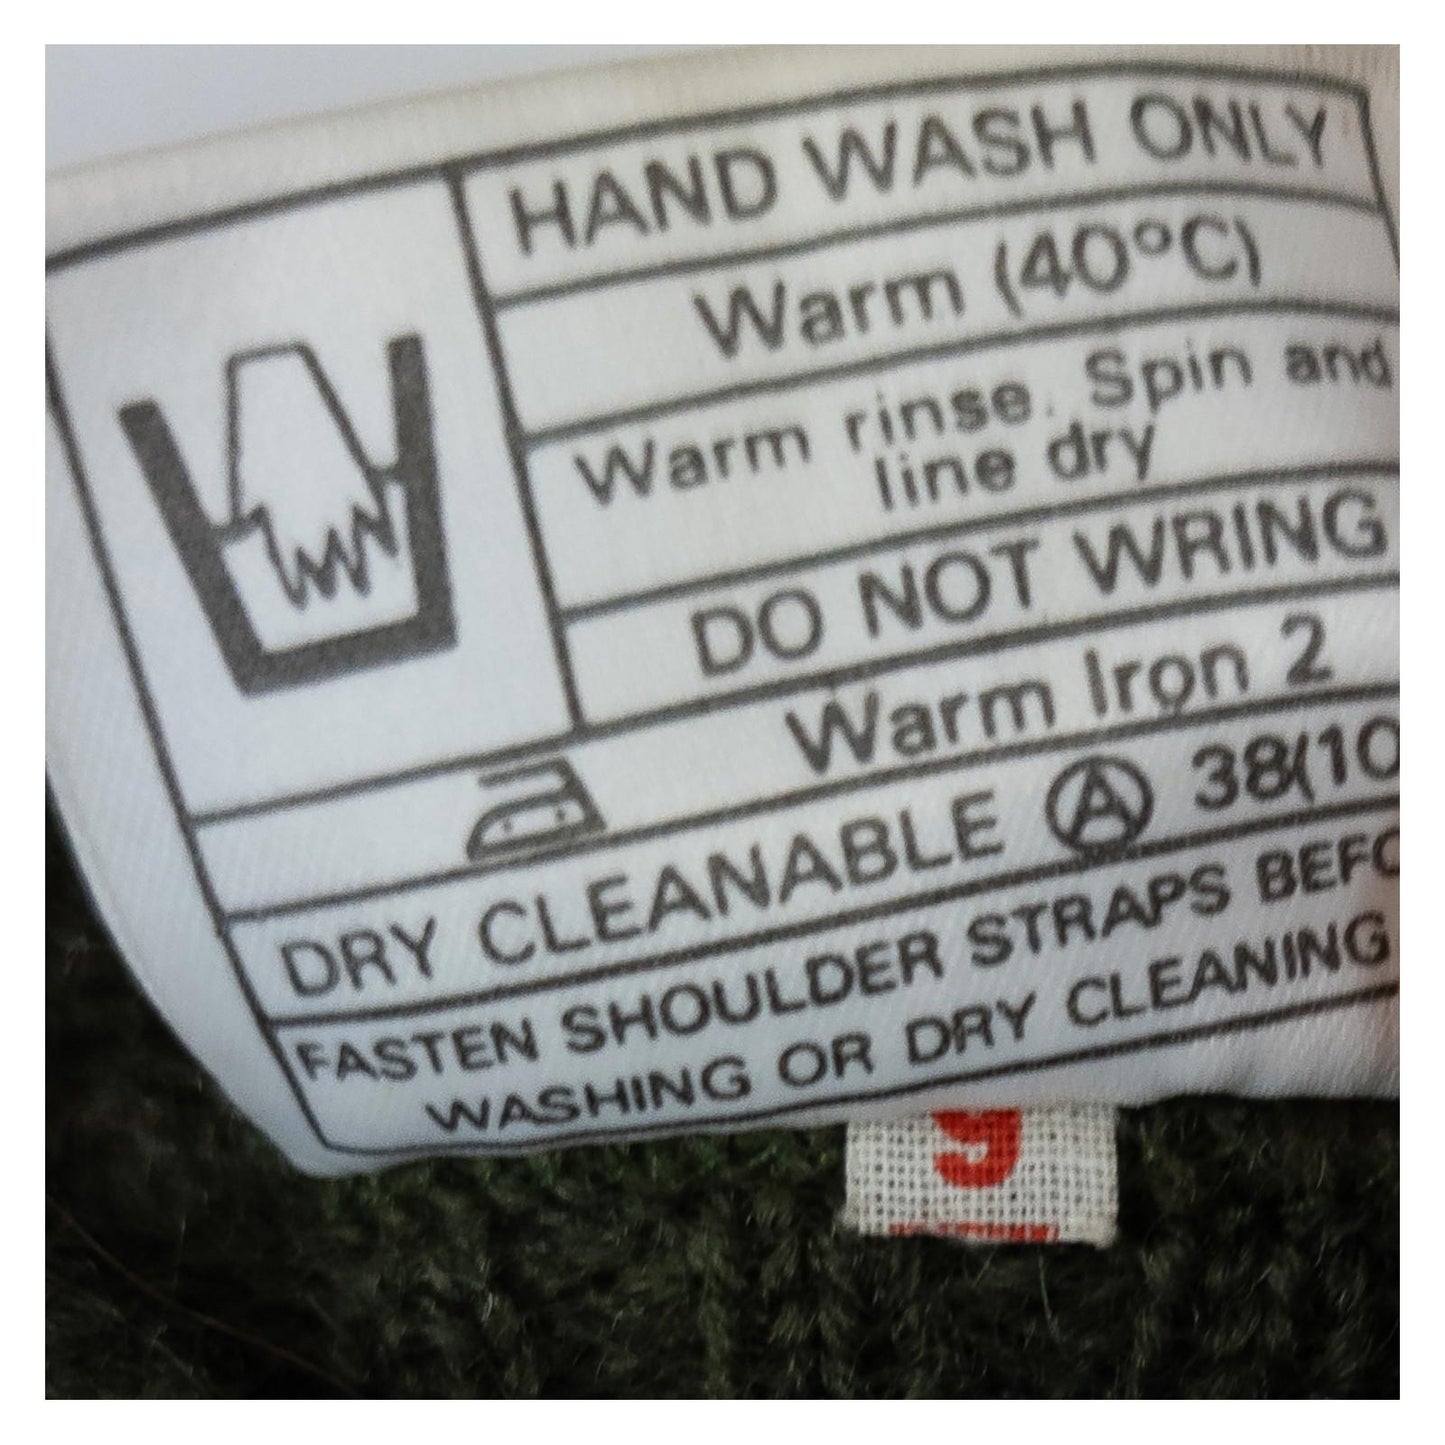 HAND WASH ONLY
Warm (40°C)
Warm rinse. Spin and
line dry
DO NOT WRING
Warm Iron 2
DRY CLEANABLE Ⓐ 38(10
FASTEN SHOULDER STRAPS BEFO
WASHING OR DRY CLEANING
9